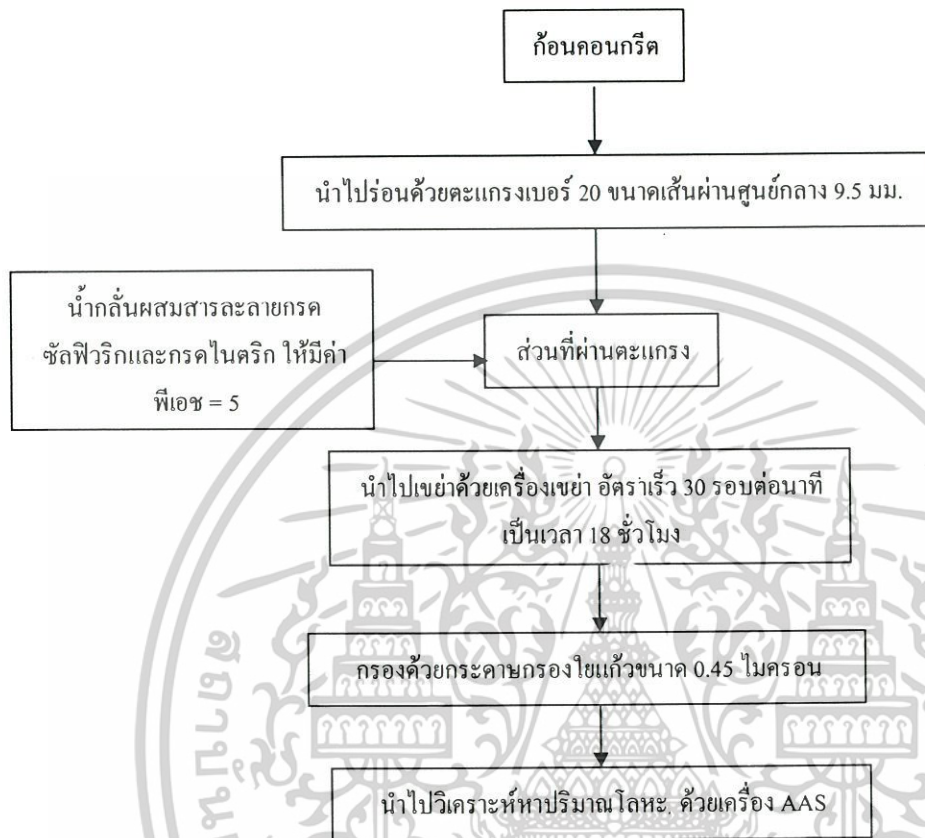 ก้อนคอนกรีต
นำไปร่อนด้วยตะแกรงเบอร์ 20 ขนาดเส้นผ่านศูนย์กลาง 9.5 มม.
น้ำกลั่นผสมสารละลายกรด
ซัลฟิวริกและกรดไนตริก ให้มีค่า
พีเอช = 5
ส่วนที่ผ่านตะแกรง
นำไปเขย่าด้วยเครื่องเขย่า อัตราเร็ว 30 รอบต่อนาที
เป็นเวลา 18 ชั่วโมง
กรองด้วยกระดาษกรองใยแก้วขนาด 0.45 ไมครอน
นำไปวิเคราะห์หาปริมาณโลหะ ด้วยเครื่อง AAS